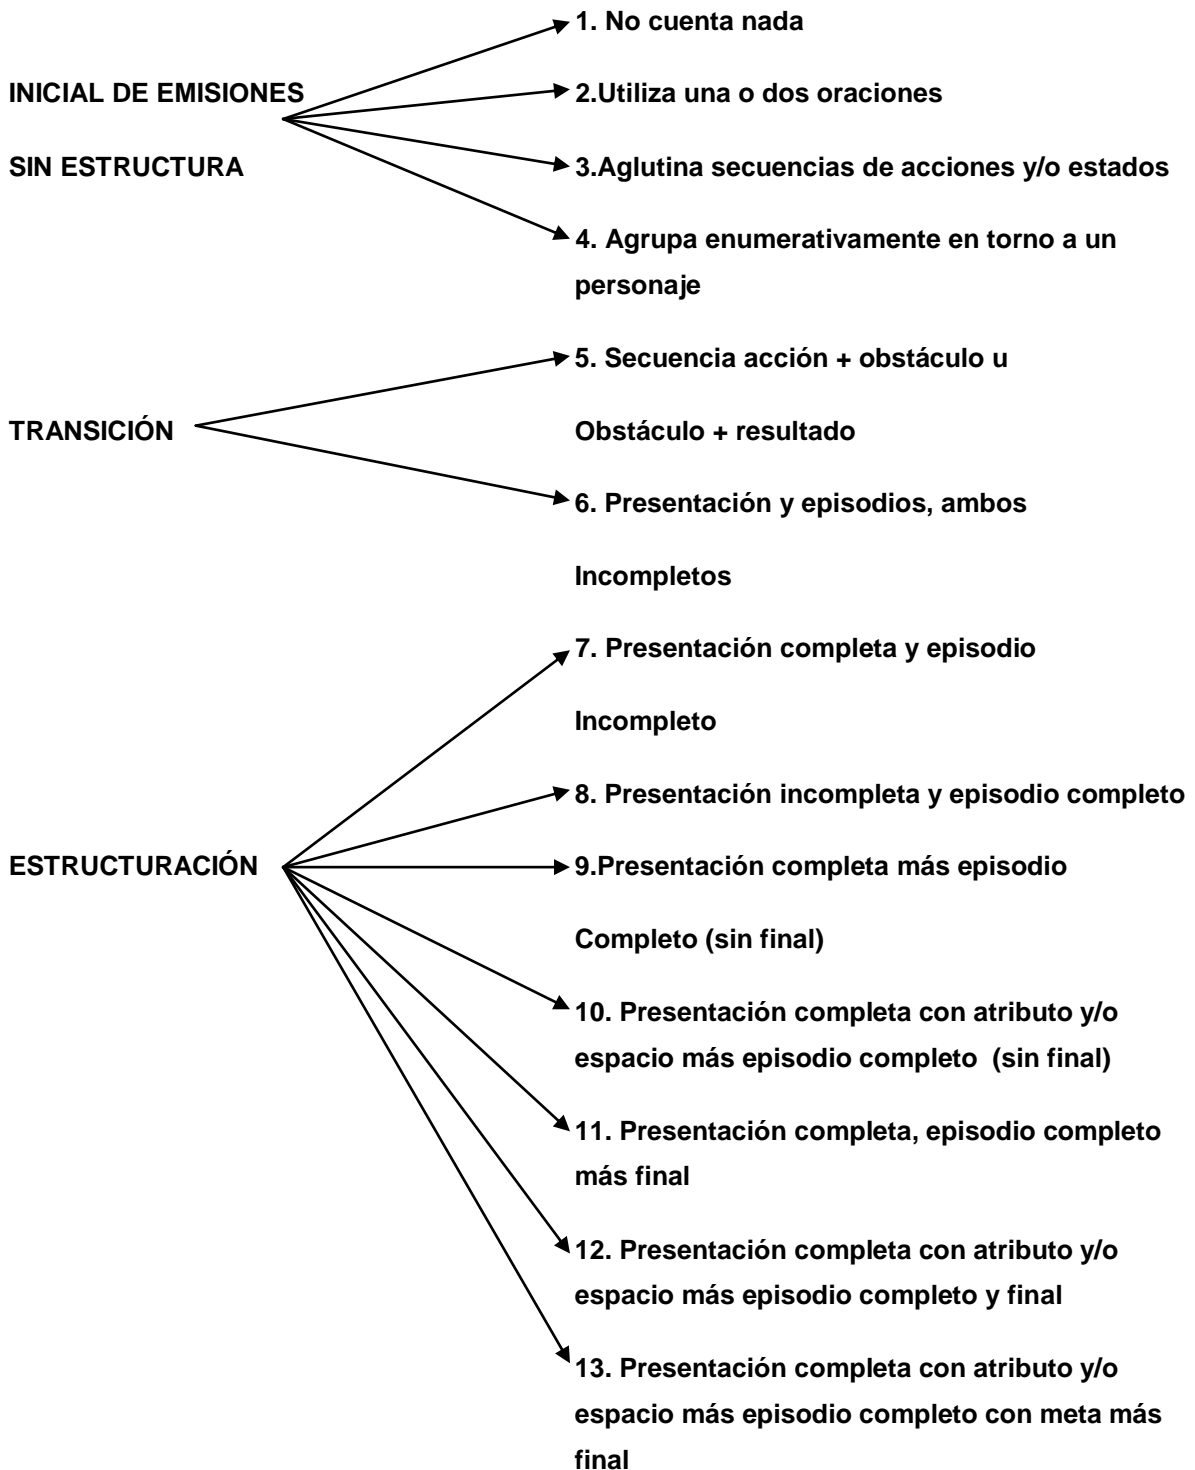 1. No cuenta nada
INICIAL DE EMISIONES
2.Utiliza una o dos oraciones
SIN ESTRUCTURA
3.Aglutina secuencias de acciones y/o estados
4. Agrupa enumerativamente en torno a un
personaje
5. Secuencia acción + obstáculo u
TRANSICIÓN
Obstáculo + resultado
6. Presentación y episodios, ambos
Incompletos
7. Presentación completa y episodio
Incompleto
8. Presentación incompleta y episodio completo
ESTRUCTURACIÓN
9.Presentación completa más episodio
Completo (sin final)
10. Presentación completa con atributo y/o
espacio más episodio completo (sin final)
11. Presentación completa, episodio completo
más final
12. Presentación completa con atributo y/o
espacio más episodio completo y final
13. Presentación completa con atributo y/o
espacio más episodio completo con meta más
final